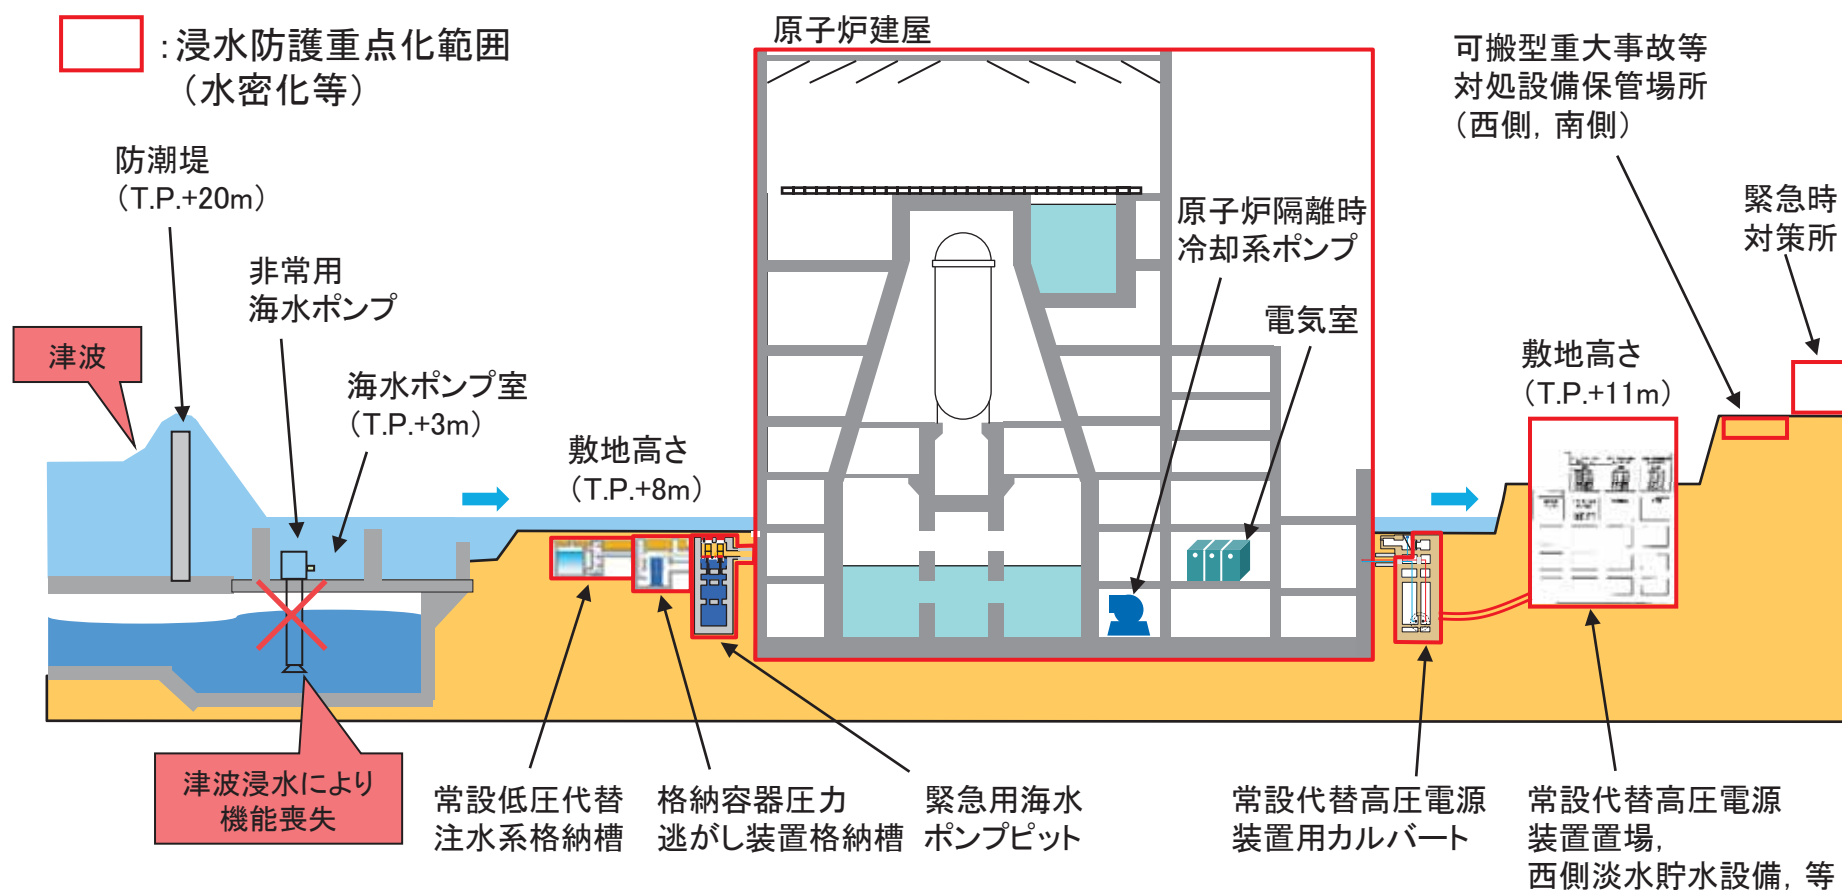 ：浸水防護重点化範囲
（水密化等）
原子炉建屋
可搬型重大事故等
対処設備保管場所
（西側，南側）
防潮堤
（T.P.+20m）
緊急時
対策所
原子炉隔離時
冷却系ポンプ
非常用
海水ポンプ
電気室
津波
敷地高さ
（T.P.+11m）
海水ポンプ室
（T.P.+3m）
敷地高さ
（T.P.+8m）
津波浸水により
機能喪失
常設低圧代替
注水系格納槽
格納容器圧力
逃がし装置格納槽
緊急用海水
ポンプピット
常設代替高圧電源
装置用カルバート
常設代替高圧電源
装置置場，
西側淡水貯水設備，等